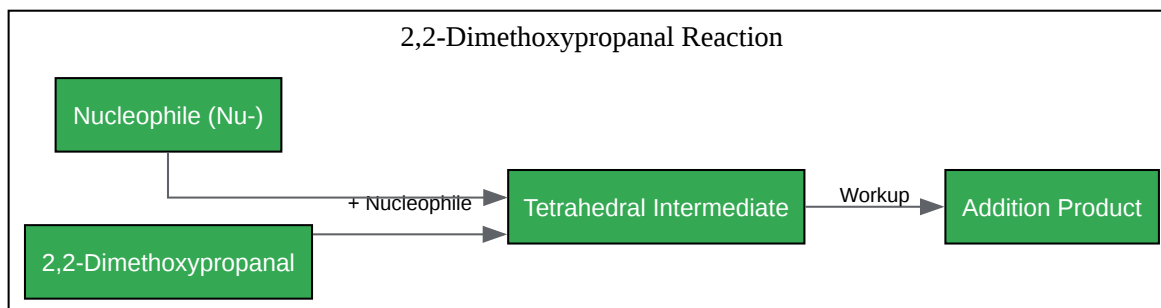 2,2-Dimethoxypropanal Reaction
Nucleophile (Nu-)
+ Nucleophile
2,2-Dimethoxypropanal
Tetrahedral Intermediate
Workup
Addition Product